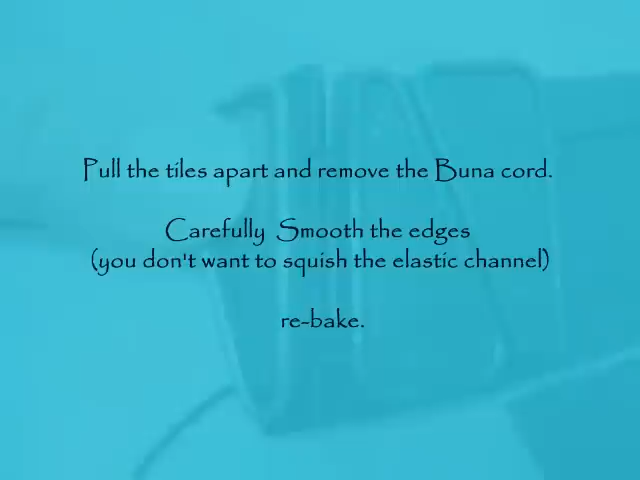 Pull the tiles apart and remove the Buna cord.
Carefully Smooth the edges
(you don't want to squish the elastic channel)
re-bake.